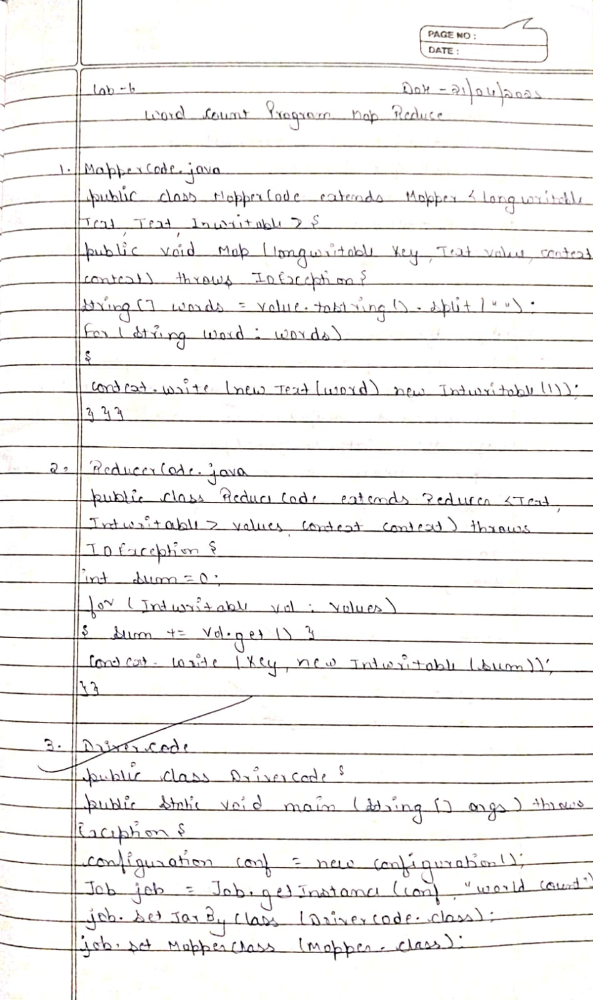 PAGE NO :
DATE :
Lab - 6 Date - 21/04/2025
Word Count Program Map Reduce
1. MapperCode.java
public class MapperCode extends Mapper < Longwritable
Text, Text, Inwritable > {
public void Map (longwritable key, Text value, context
context) throws IOException {
String [] words = value.toString () . split (" ") ;
For ( String word : words)
{
context.write (new Text (word) new Intwritable (1)) ;
} } }
2. ReducerCode.java
public class ReducerCode extends Reducer <Text,
Intwritable > values, context context) throws
IOException {
int sum = 0 ;
for ( Intwritable val : values)
{ sum += val.get () }
Context. write (key, new Intwritable (sum)) ;
} }
3. DriverCode
public class DriverCode {
public static void main (String [] args) throws
Exception {
configuration conf = new configuration () ;
Job job = Job.getInstance (conf, "world count")
job. set Jar By Class (DriverCode.class) ;
job. set Mapper Class (mapper.class) ;